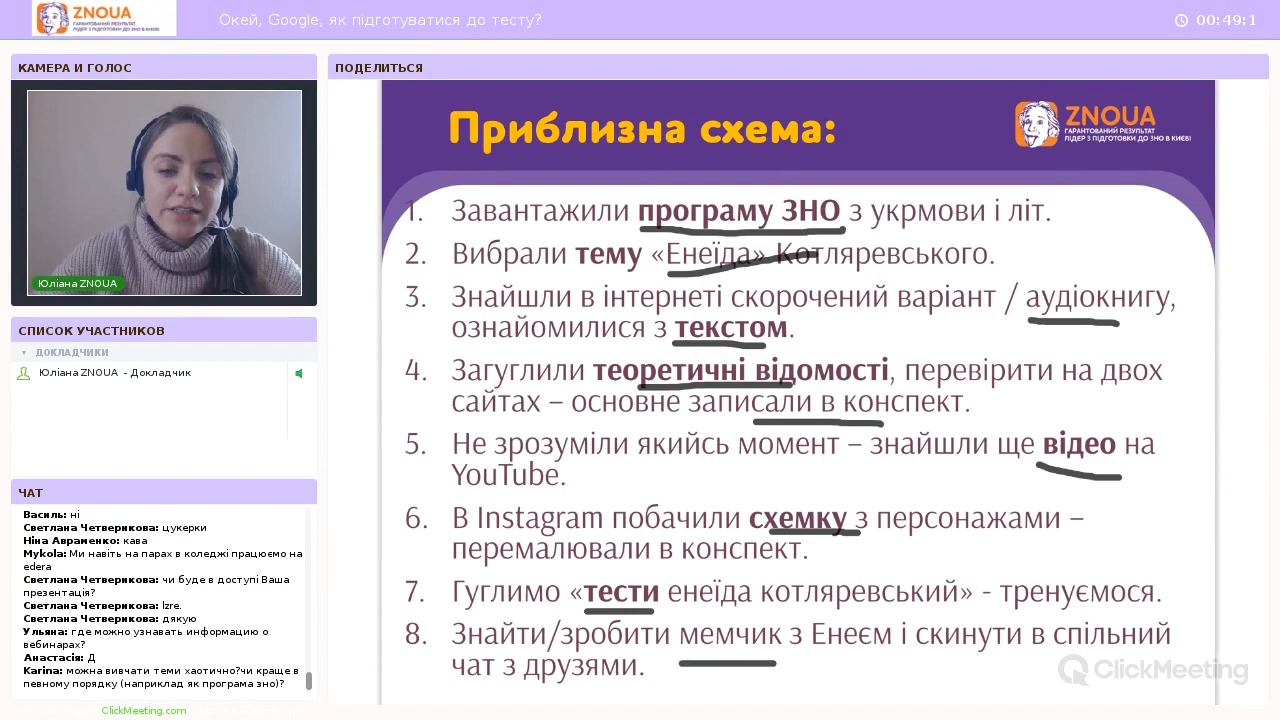 ZNOUA
ГАРАНТОВАНИЙ РЕЗУЛЬТАТ
ЛІДЕР З ПІДГОТОВКИ ДО ЗНО В КИЄВІ
Окей, Google, як підготуватися до тесту?
00:49:1
КАМЕРА И ГОЛОС
Юліана ZNOUA
СПИСОК УЧАСТНИКОВ
ДОКЛАДЧИКИ
Юліана ZNOUA - Докладчик
ЧАТ
Василь: ні
Светлана Четверикова: цукерки
Ніна Авраменко: кава
Mykola: Ми навіть на парах в коледжі працюємо на
edera
Светлана Четверикова: чи буде в доступі Ваша
презентація?
Светлана Четверикова: Izre.
Светлана Четверикова: дякую
Ульяна: где можно узнавать информацию о
вебинарах?
Анастасія: Д
Karina: можна вивчати теми хаотично?чи краще в
певному порядку (наприклад як програма зно)?
ClickMeeting.com
ПОДЕЛИТЬСЯ
Приблизна схема:
ZNOUA
ГАРАНТОВАНИЙ РЕЗУЛЬТАТ
ЛІДЕР З ПІДГОТОВКИ ДО ЗНО В КИЄВІ
1. Завантажили програму ЗНО з укрмови і літ.
2. Вибрали тему «Енеїда» Котляревського.
3. Знайшли в інтернеті скорочений варіант / аудіокнигу,
ознайомилися з текстом.
4. Загуглили теоретичні відомості, перевірити на двох
сайтах – основне записали в конспект.
5. Не зрозуміли якийсь момент – знайшли ще відео на
YouTube.
6. В Instagram побачили схемку з персонажами –
перемалювали в конспект.
7. Гуглимо «тести енеїда котляревський» - тренуємося.
8. Знайти/зробити мемчик з Енеєм і скинути в спільний
чат з друзями.
ClickMeeting